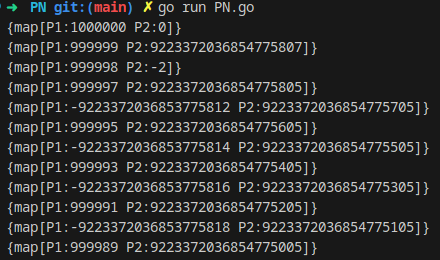 ➜ PN git:(main) ✗ go run PN.go
{map[P1:1000000 P2:0]}
{map[P1:999999 P2:9223372036854775807]}
{map[P1:999998 P2:-2]}
{map[P1:999997 P2:9223372036854775805]}
{map[P1:-9223372036853775812 P2:9223372036854775705]}
{map[P1:999995 P2:9223372036854775605]}
{map[P1:-9223372036853775814 P2:9223372036854775505]}
{map[P1:999993 P2:9223372036854775405]}
{map[P1:-9223372036853775816 P2:9223372036854775305]}
{map[P1:999991 P2:9223372036854775205]}
{map[P1:-9223372036853775818 P2:9223372036854775105]}
{map[P1:999989 P2:9223372036854775005]}